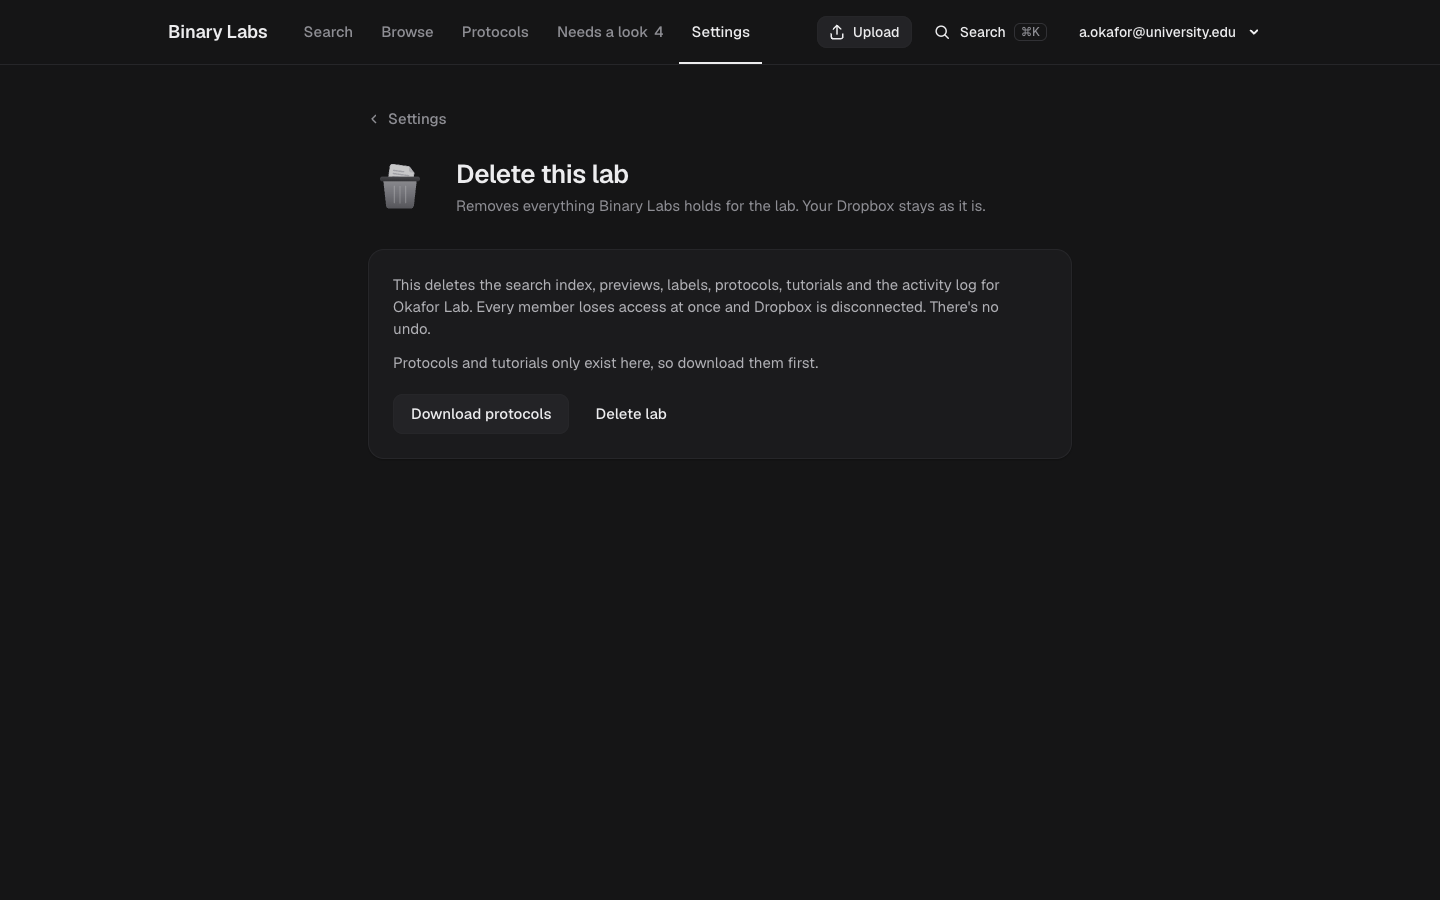 Binary Labs
Search
Browse
Protocols
Needs a look 4
Settings
Upload
Search ⌘K
a.okafor@university.edu
Settings
Delete this lab
Removes everything Binary Labs holds for the lab. Your Dropbox stays as it is.
This deletes the search index, previews, labels, protocols, tutorials and the activity log for
Okafor Lab. Every member loses access at once and Dropbox is disconnected. There's no
undo.
Protocols and tutorials only exist here, so download them first.
Download protocols
Delete lab